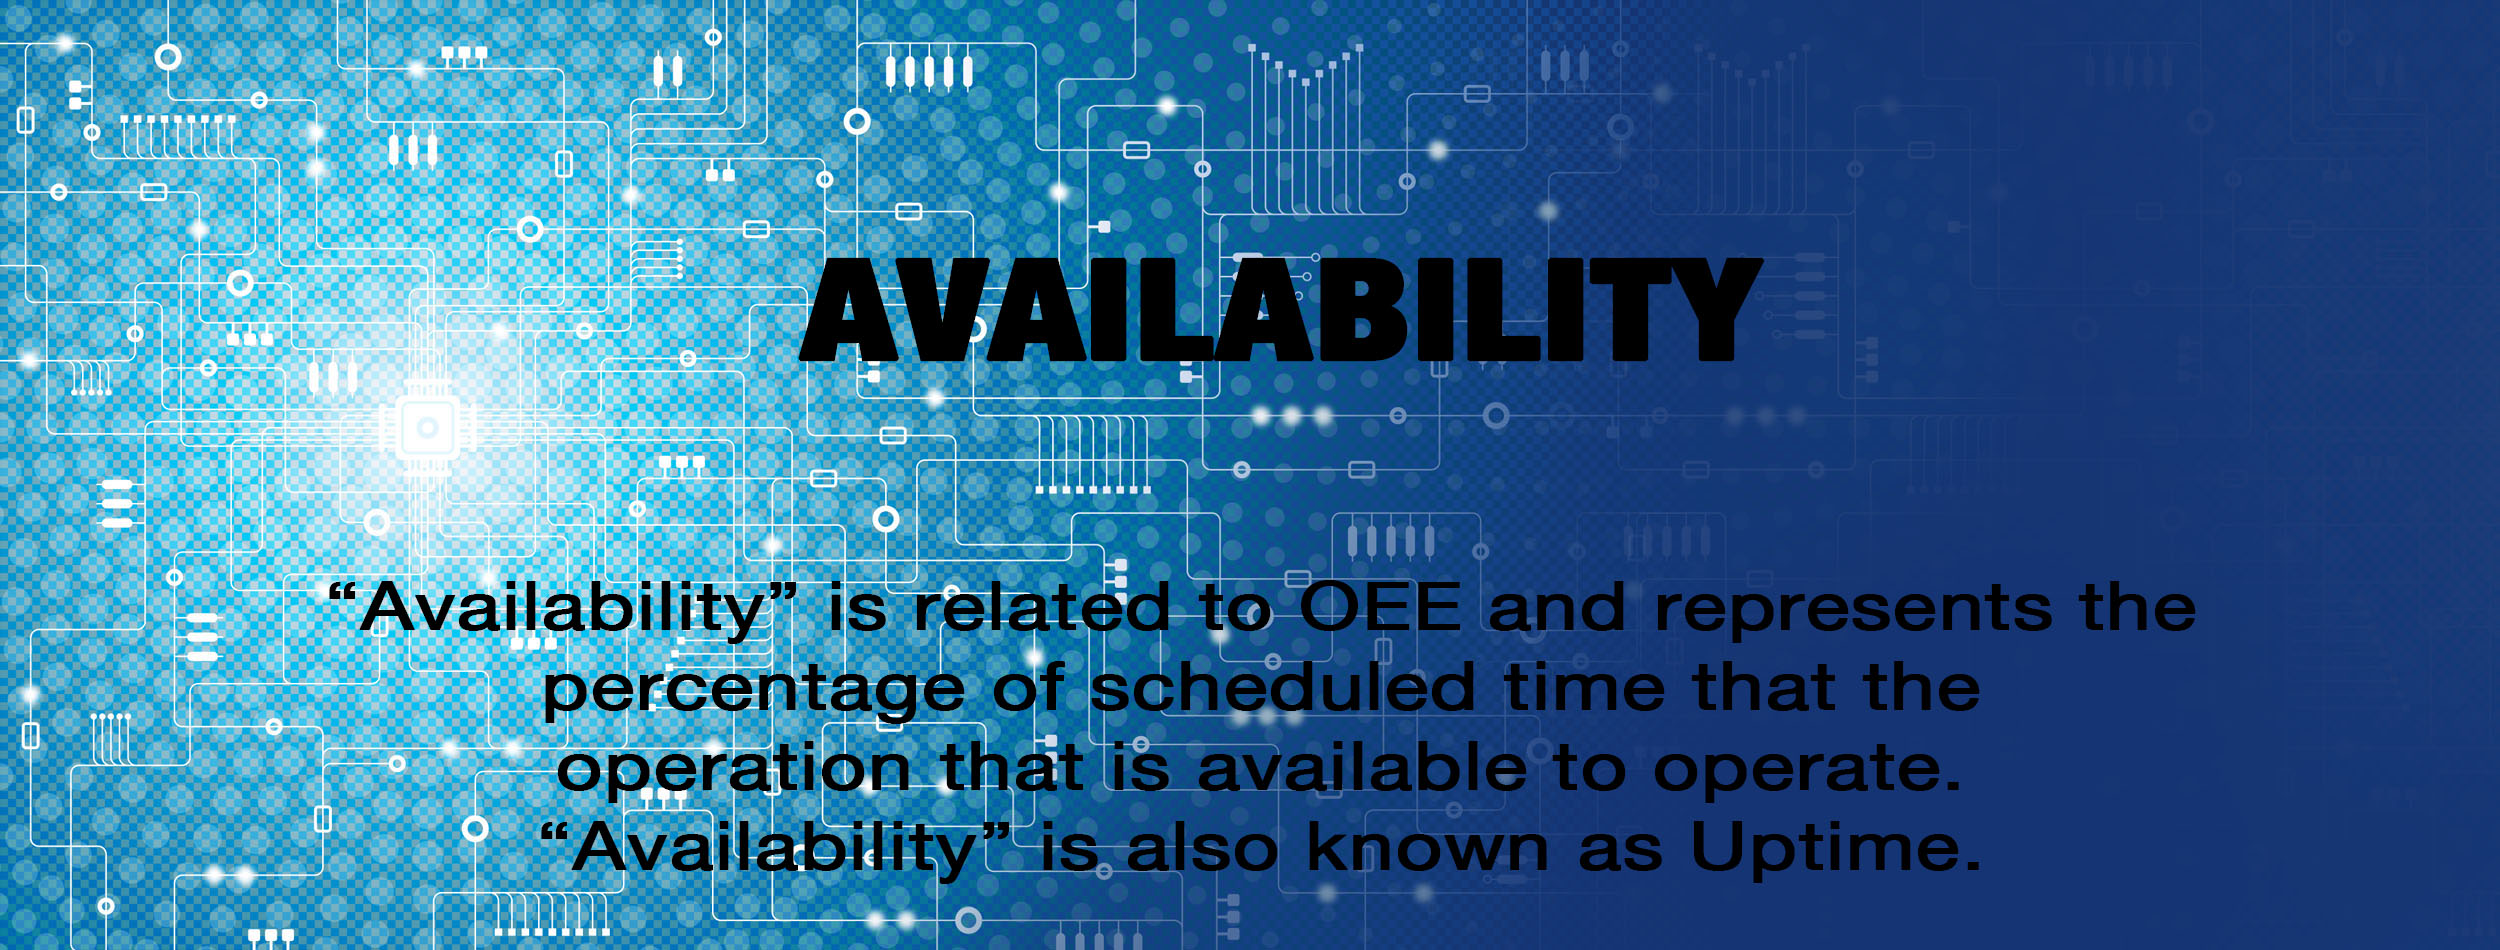 AVAILABILITY
“Availability” is related to OEE and represents the
percentage of scheduled time that the
operation that is available to operate.
“Availability” is also known as Uptime.